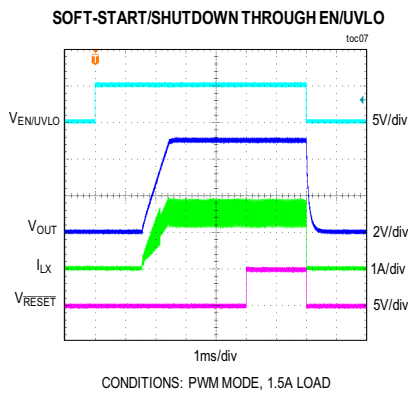 SOFT-START/SHUTDOWN THROUGH EN/UVLO
toc07
T
VEN/UVLO 5V/div
VOUT 2V/div
ILX 1A/div
VRESET 5V/div
1ms/div
CONDITIONS: PWM MODE, 1.5A LOAD